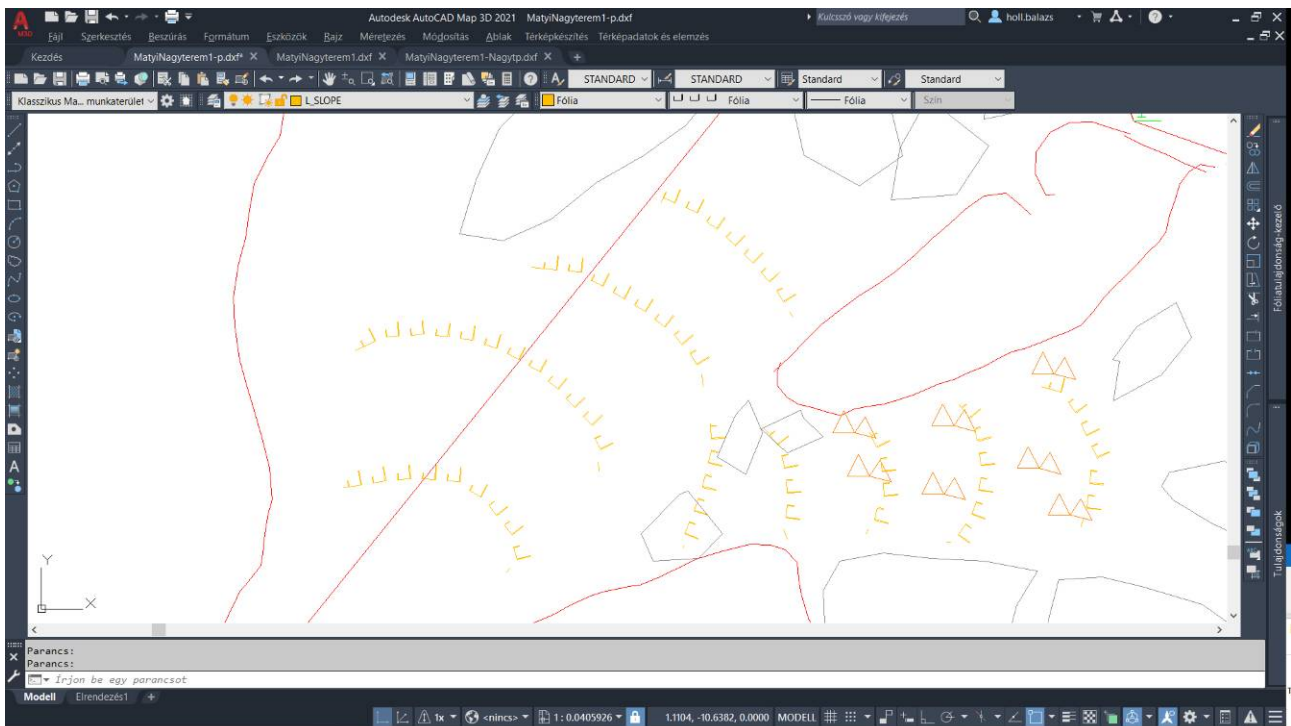 Autodesk AutoCAD Map 3D 2021 MatyiNagyterem1-p.dxf
Kulcsszó vagy kifejezés
holl.balazs
M3D
Fájl Szerkesztés Beszúrás Formátum Eszközök Rajz Méretezés Módosítás Ablak Térképkészítés Térképadatok és elemzés
Kezdés MatyiNagyterem1-p.dxf* MatyiNagyterem1.dxf MatyiNagyterem1-Nagytp.dxf
STANDARD STANDARD Standard Standard
Klasszikus Ma... munkaterület L_SLOPE Fólia Fólia Fólia Szín
Fóliatulajdonság-kezelő
Tulajdonságok
Y
X
Parancs:
Parancs:
Írjon be egy parancsot
Modell Elrendezés1 +
1x <nincs> 1:0.0405926 1.1104, -10.6382, 0.0000 MODELL